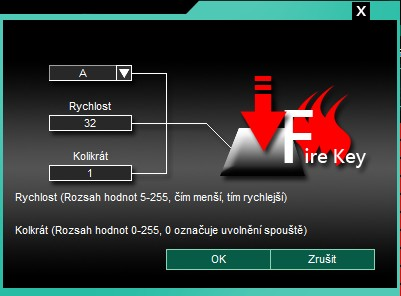 X
A
Rychlost
32
Kolikrát
1
Fire Key
Rychlost (Rozsah hodnot 5-255, čím menší, tím rychlejší)
Kolkrát (Rozsah hodnot 0-255, 0 označuje uvolnění spouště)
OK Zrušit